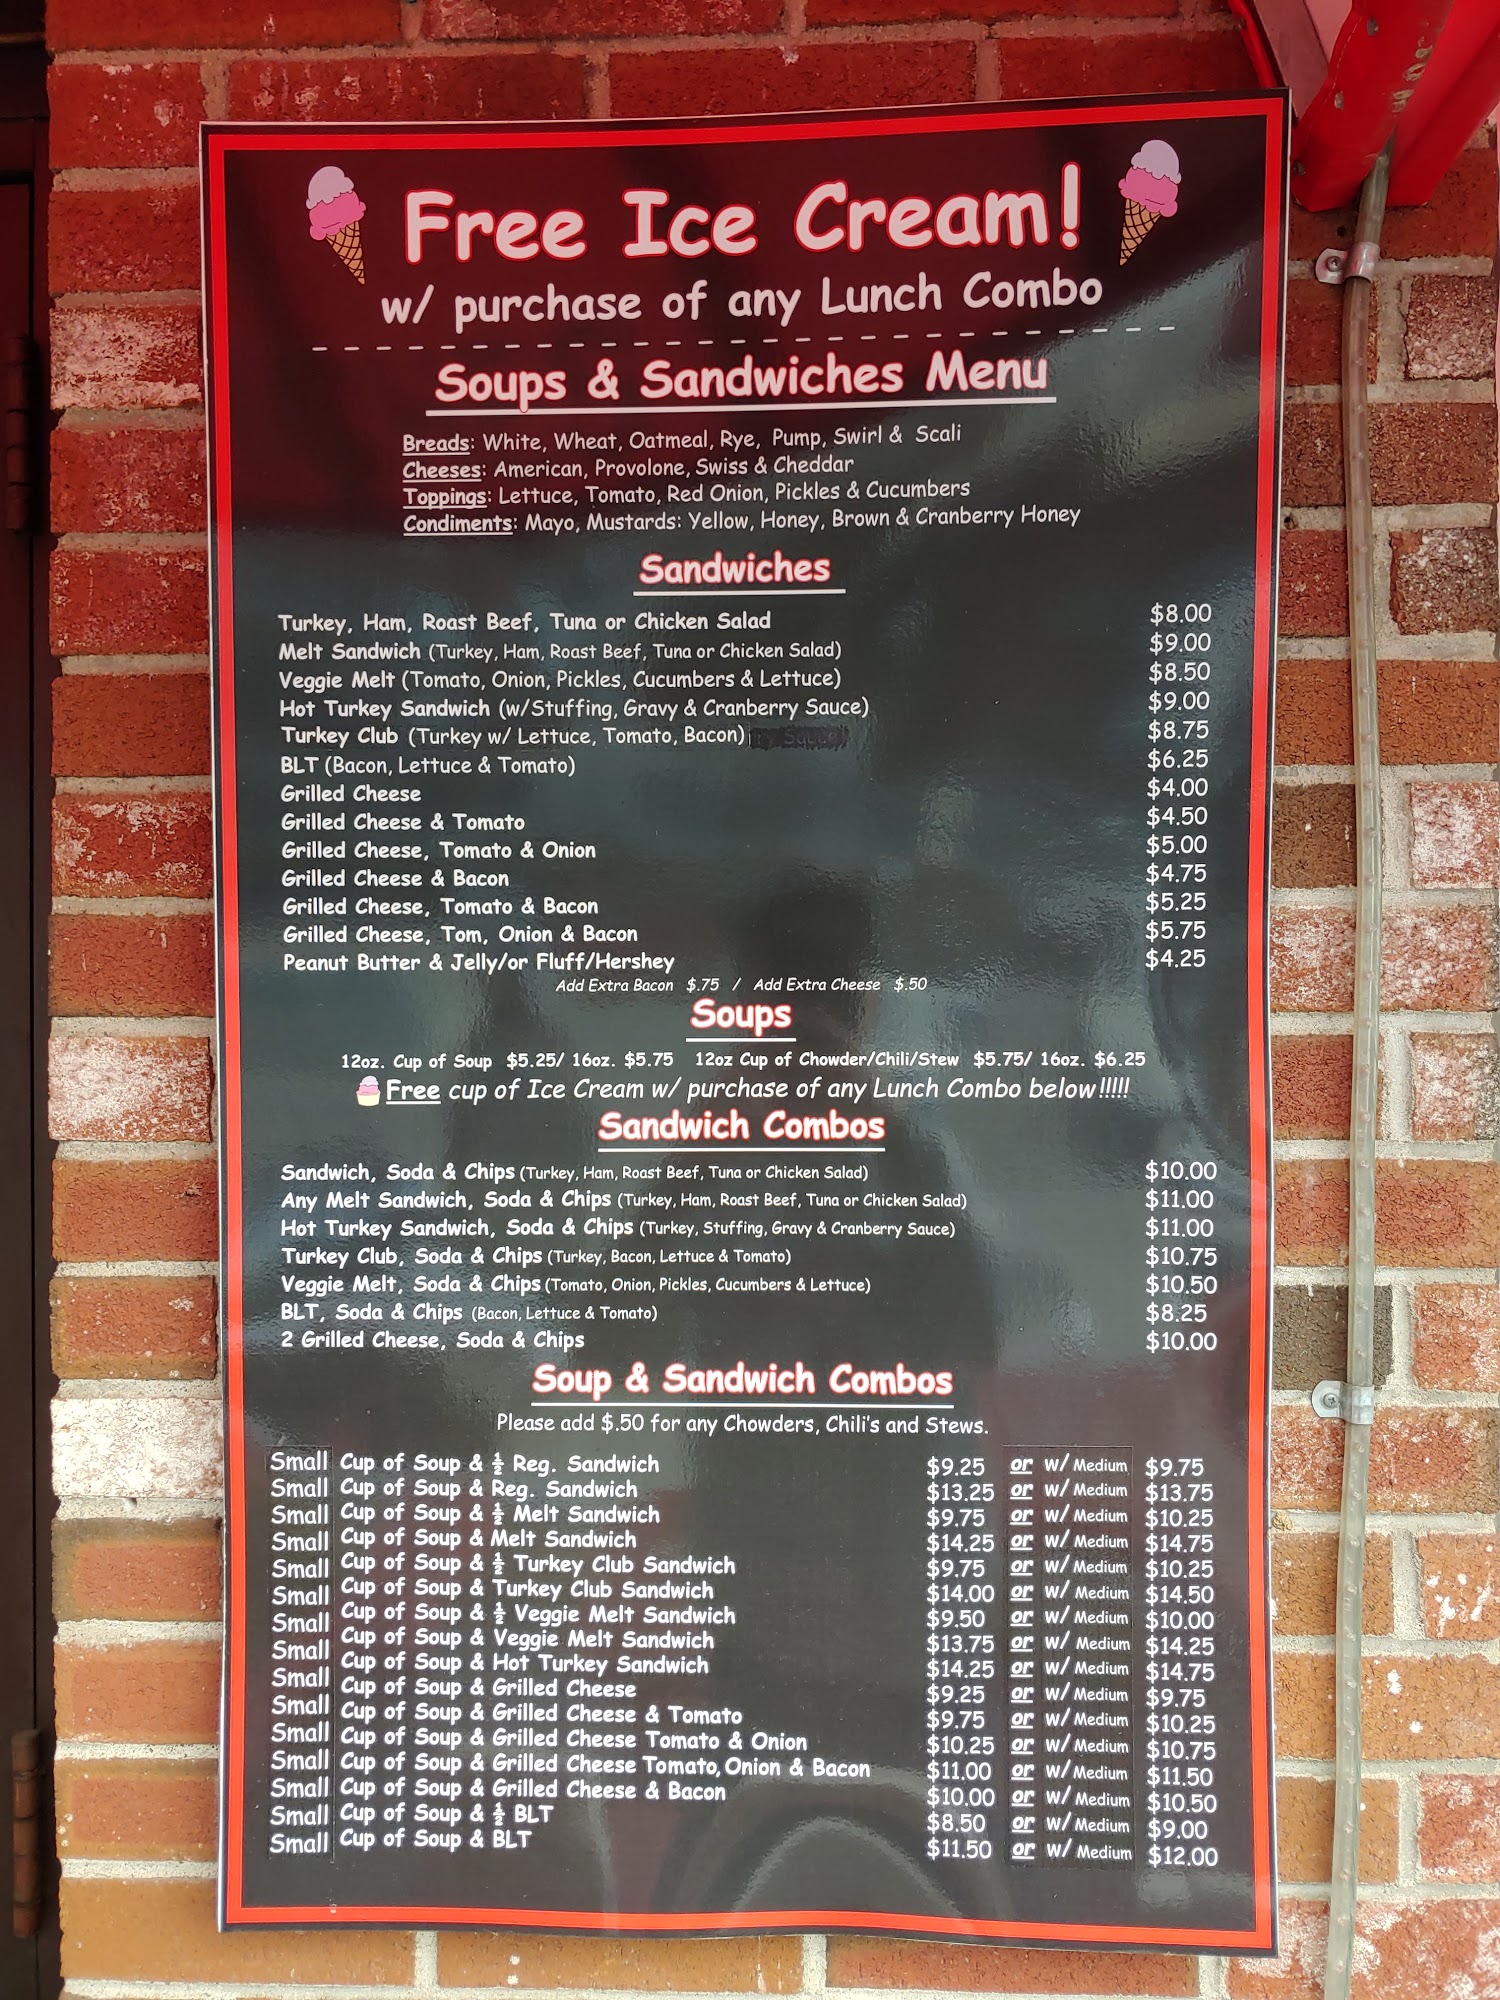 Free Ice Cream!
w/ purchase of any Lunch Combo
Soups & Sandwiches Menu
Breads: White, Wheat, Oatmeal, Rye, Pump, Swirl & Scali
Cheeses: American, Provolone, Swiss & Cheddar
Toppings: Lettuce, Tomato, Red Onion, Pickles & Cucumbers
Condiments: Mayo, Mustards: Yellow, Honey, Brown & Cranberry Honey
Sandwiches
Turkey, Ham, Roast Beef, Tuna or Chicken Salad $8.00
Melt Sandwich (Turkey, Ham, Roast Beef, Tuna or Chicken Salad) $9.00
Veggie Melt (Tomato, Onion, Pickles, Cucumbers & Lettuce) $8.50
Hot Turkey Sandwich (w/Stuffing, Gravy & Cranberry Sauce) $9.00
Turkey Club (Turkey w/ Lettuce, Tomato, Bacon) $8.75
BLT (Bacon, Lettuce & Tomato) $6.25
Grilled Cheese $4.00
Grilled Cheese & Tomato $4.50
Grilled Cheese, Tomato & Onion $5.00
Grilled Cheese & Bacon $4.75
Grilled Cheese, Tomato & Bacon $5.25
Grilled Cheese, Tom, Onion & Bacon $5.75
Peanut Butter & Jelly/or Fluff/Hershey $4.25
Add Extra Bacon $.75 / Add Extra Cheese $.50
Soups
12oz. Cup of Soup $5.25/ 16oz. $5.75 12oz Cup of Chowder/Chili/Stew $5.75/ 16oz. $6.25
Free cup of Ice Cream w/ purchase of any Lunch Combo below!!!!!
Sandwich Combos
Sandwich, Soda & Chips (Turkey, Ham, Roast Beef, Tuna or Chicken Salad) $10.00
Any Melt Sandwich, Soda & Chips (Turkey, Ham, Roast Beef, Tuna or Chicken Salad) $11.00
Hot Turkey Sandwich, Soda & Chips (Turkey, Stuffing, Gravy & Cranberry Sauce) $11.00
Turkey Club, Soda & Chips (Turkey, Bacon, Lettuce & Tomato) $10.75
Veggie Melt, Soda & Chips (Tomato, Onion, Pickles, Cucumbers & Lettuce) $10.50
BLT, Soda & Chips (Bacon, Lettuce & Tomato) $8.25
2 Grilled Cheese, Soda & Chips $10.00
Soup & Sandwich Combos
Please add $.50 for any Chowders, Chili's and Stews.
Small Cup of Soup & ½ Reg. Sandwich $9.25 or w/ Medium $9.75
Small Cup of Soup & Reg. Sandwich $13.25 or w/ Medium $13.75
Small Cup of Soup & ½ Melt Sandwich $9.75 or w/ Medium $10.25
Small Cup of Soup & Melt Sandwich $14.25 or w/ Medium $14.75
Small Cup of Soup & ½ Turkey Club Sandwich $9.75 or w/ Medium $10.25
Small Cup of Soup & Turkey Club Sandwich $14.00 or w/ Medium $14.50
Small Cup of Soup & ½ Veggie Melt Sandwich $9.50 or w/ Medium $10.00
Small Cup of Soup & Veggie Melt Sandwich $13.75 or w/ Medium $14.25
Small Cup of Soup & Hot Turkey Sandwich $14.25 or w/ Medium $14.75
Small Cup of Soup & Grilled Cheese $9.25 or w/ Medium $9.75
Small Cup of Soup & Grilled Cheese & Tomato $9.75 or w/ Medium $10.25
Small Cup of Soup & Grilled Cheese Tomato & Onion $10.25 or w/ Medium $10.75
Small Cup of Soup & Grilled Cheese Tomato, Onion & Bacon $11.00 or w/ Medium $11.50
Small Cup of Soup & Grilled Cheese & Bacon $10.00 or w/ Medium $10.50
Small Cup of Soup & ½ BLT $8.50 or w/ Medium $9.00
Small Cup of Soup & BLT $11.50 or w/ Medium $12.00